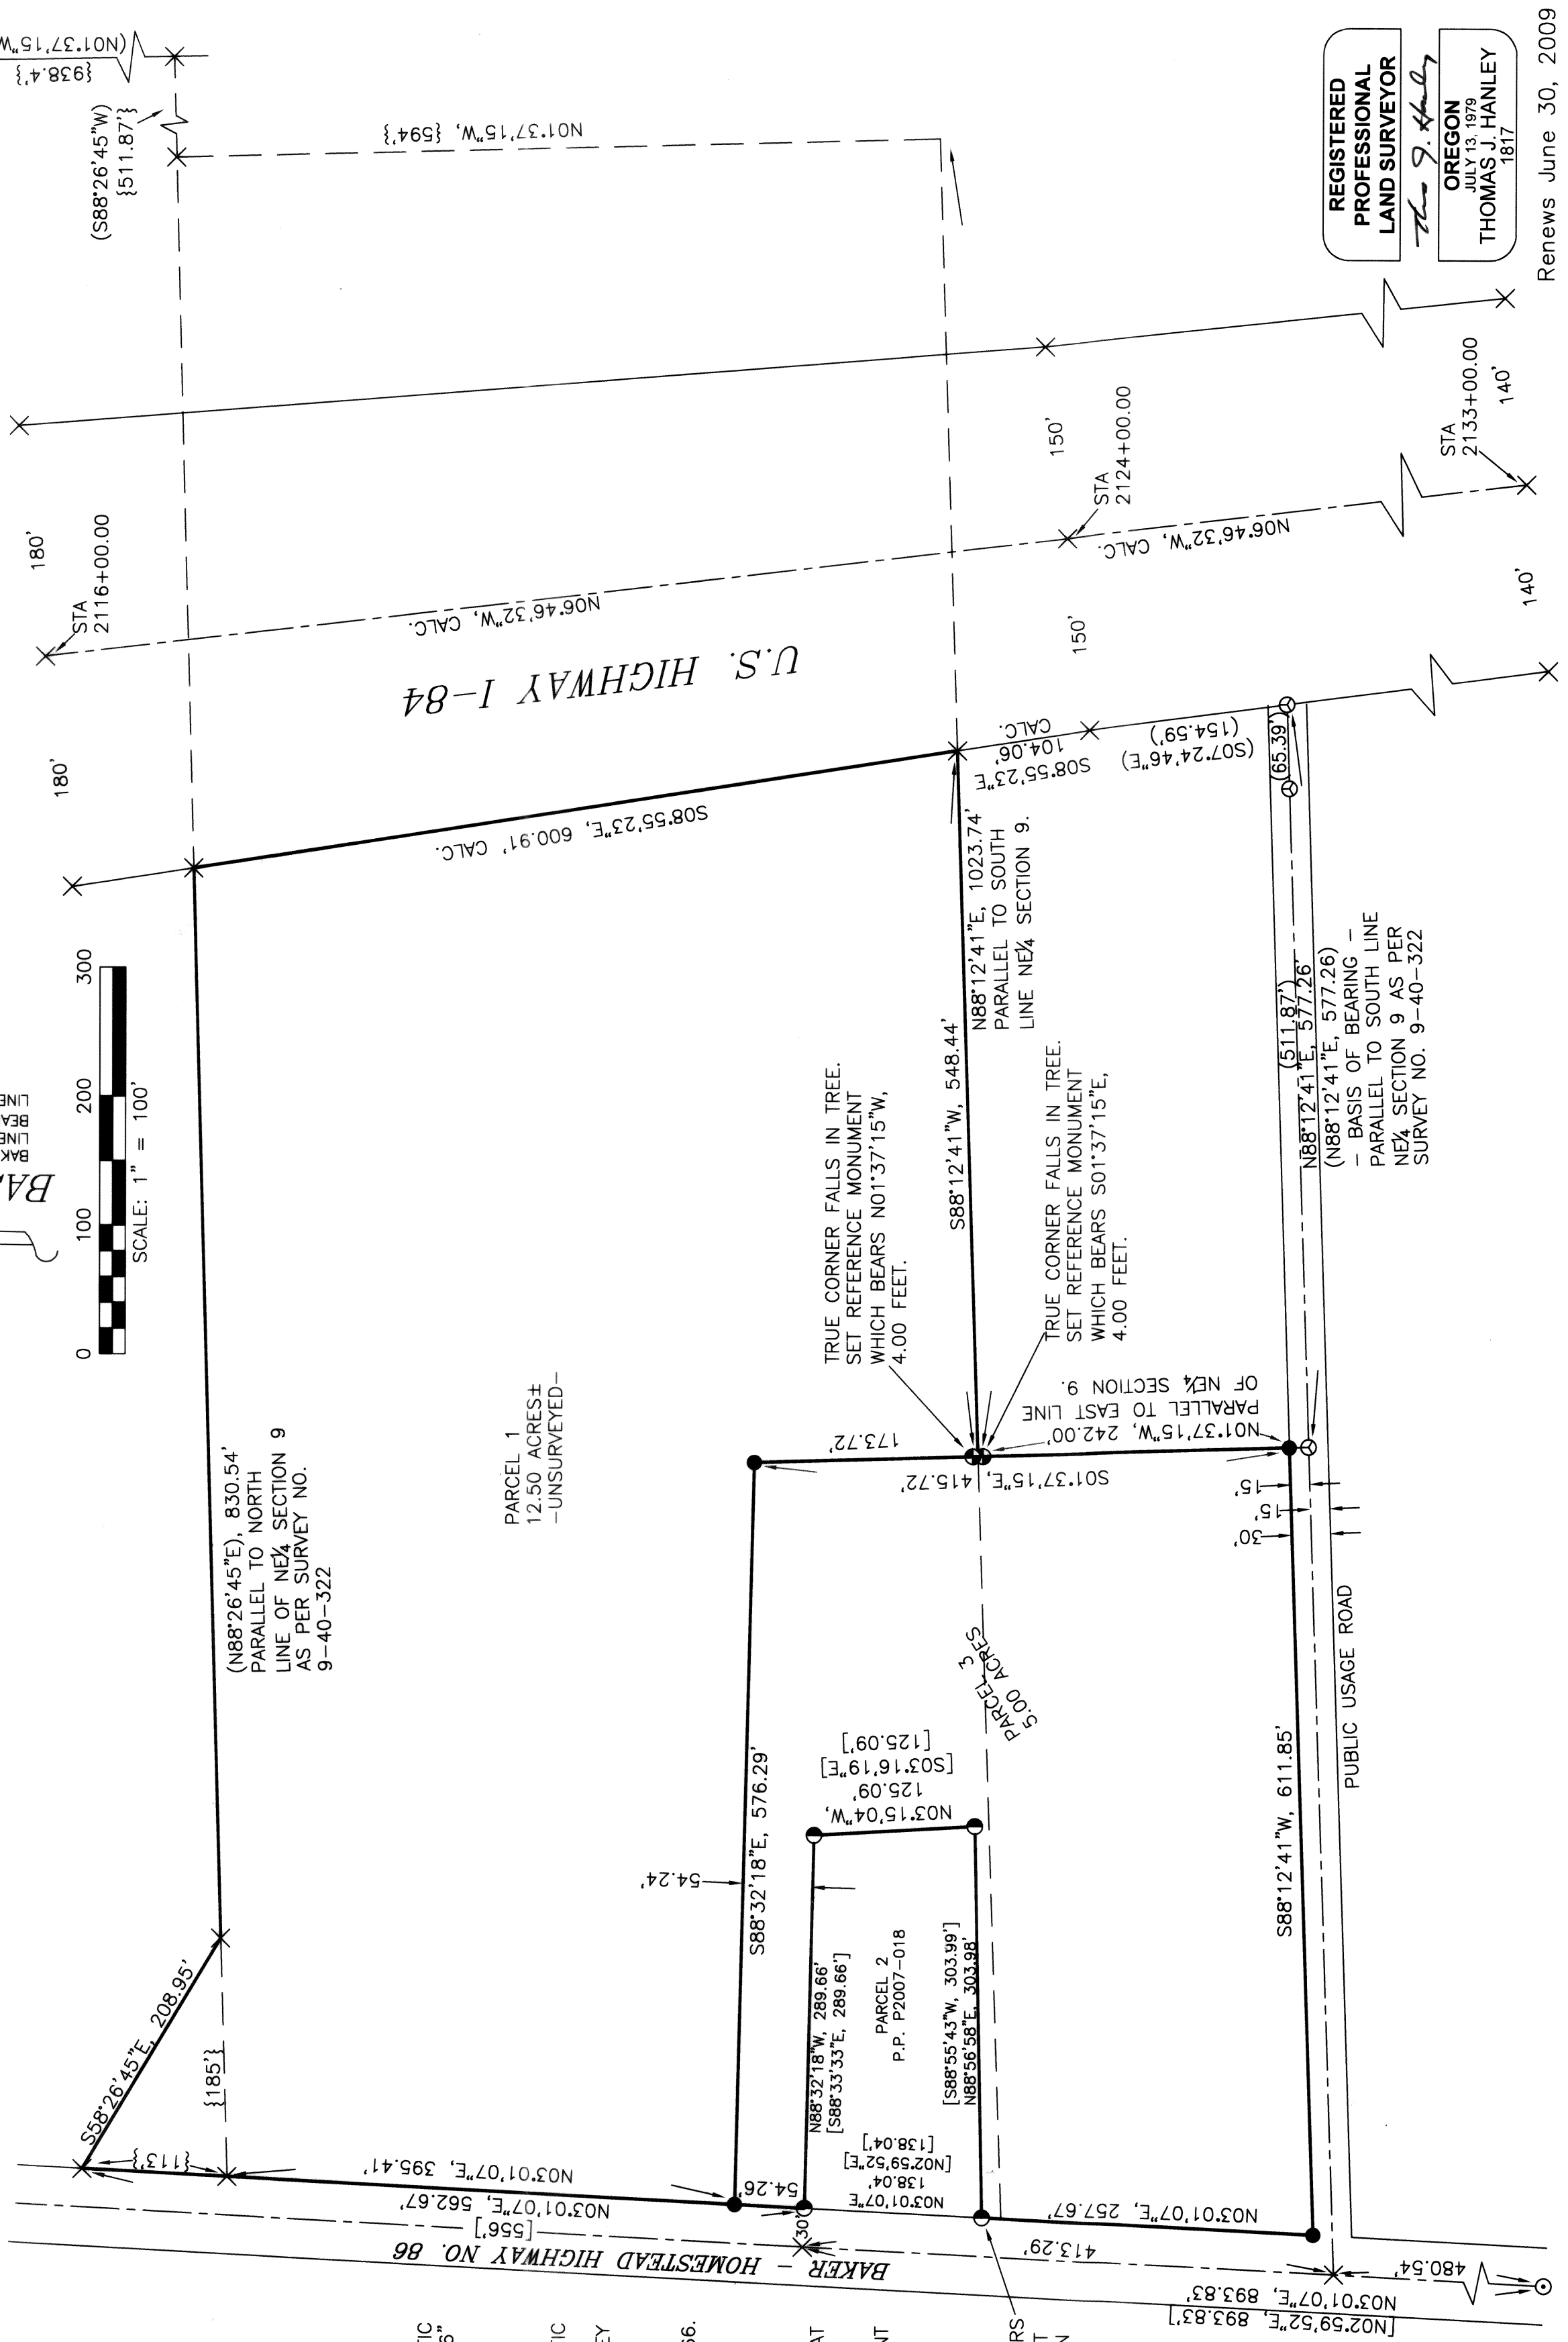 {938.4'}
(N01°37'15"W
(S88°26'45"W)
{511.87'}
N01°37'15"W, {594'}
180'
STA
2116+00.00
180'
N06°46'32"W, CALC.
U.S. HIGHWAY I-84
150'
STA
2124+00.00
N06°46'32"W, CALC.
150'
STA
2133+00.00
140'
140'
REGISTERED
PROFESSIONAL
LAND SURVEYOR
OREGON
JULY 13, 1979
THOMAS J. HANLEY
1817
Renews June 30, 2009
BA
BAK
LINE
BEA
LINE
0 100 200 300
SCALE: 1" = 100'
S08°55'23"E, 600.91' CALC.
S08°55'23"E
104.06'
CALC.
(S07°24'46"E)
(154.59')
(65.39')
(N88°26'45"E), 830.54'
PARALLEL TO NORTH
LINE OF NE¼ SECTION 9
AS PER SURVEY NO.
9-40-322
PARCEL 1
12.50 ACRES±
-UNSURVEYED-
TRUE CORNER FALLS IN TREE.
SET REFERENCE MONUMENT
WHICH BEARS N01°37'15"W,
4.00 FEET.
S88°12'41"W, 548.44'
N88°12'41"E, 1023.74'
PARALLEL TO SOUTH
LINE NE¼ SECTION 9.
TRUE CORNER FALLS IN TREE.
SET REFERENCE MONUMENT
WHICH BEARS S01°37'15"E,
4.00 FEET.
173.72'
S01°37'15"E, 415.72'
N01°37'15"W, 242.00'
PARALLEL TO EAST LINE
OF NE¼ SECTION 9.
(511.87')
N88°12'41"E, 577.26'
(N88°12'41"E, 577.26)
- BASIS OF BEARING -
PARALLEL TO SOUTH LINE
NE¼ SECTION 9 AS PER
SURVEY NO. 9-40-322
15'
15'
30'
S58°26'45"E, 208.95'
{185'}
{113'}
N03°01'07"E, 395.41'
N03°01'07"E, 562.67'
[556']
S88°32'18"E, 576.29'
54.24'
54.26'
30'
N88°32'18"W, 289.66'
[S88°33'33"E, 289.66']
PARCEL 2
P.P. P2007-018
N03°15'04"W,
125.09'
[S03°16'19"E]
[125.09']
[S88°55'43"W, 303.99']
N88°56'58"E, 303.98'
N03°01'07"E
138.04'
[N02°59'52"E]
[138.04']
PARCEL 3
5.00 ACRES
S88°12'41"W, 611.85'
PUBLIC USAGE ROAD
N03°01'07"E, 257.67'
413.29'
BAKER - HOMESTEAD HIGHWAY NO. 86
480.54'
N03°01'07"E, 893.83'
[N02°59'52"E, 893.83']
TIC
6"
TIC
EY
66.
AT
NT
RS
T
N